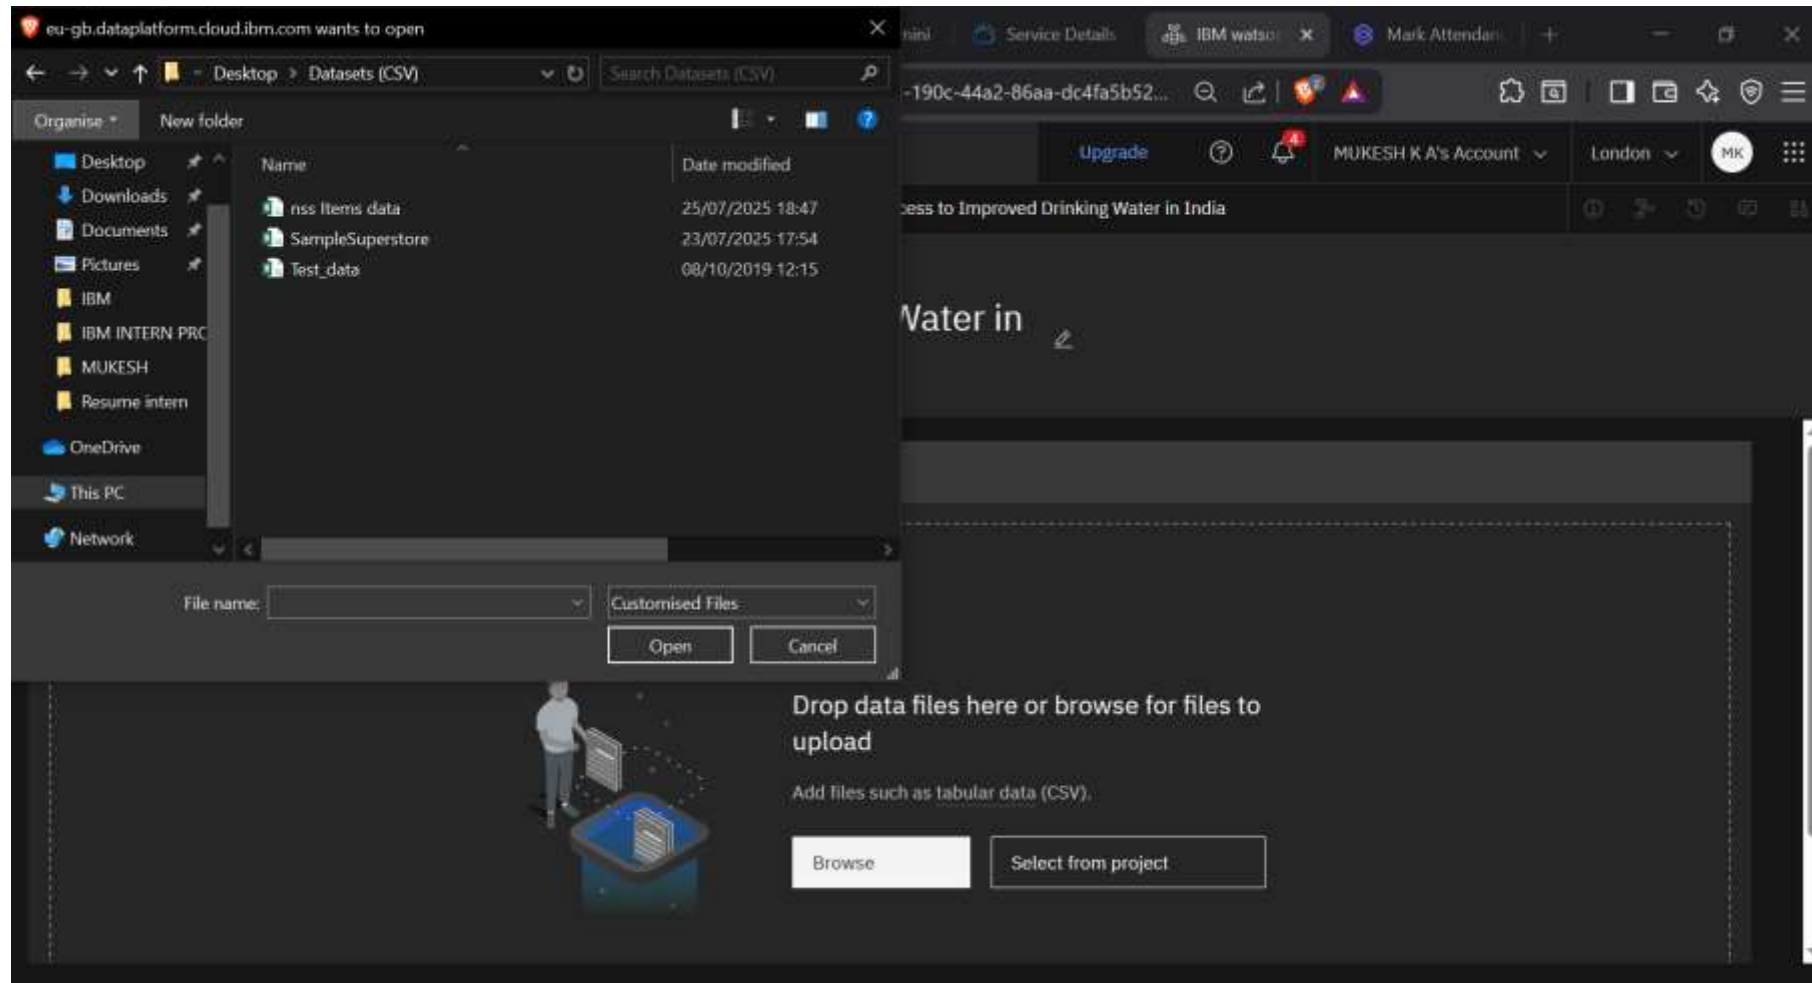 eu-gb.dataplatform.cloud.ibm.com wants to open
Desktop > Datasets (CSV)
Search Datasets (CSV)
Organise
New folder
Name
Date modified
Desktop
Downloads
Documents
Pictures
IBM
IBM INTERN PRC
MUKESH
Resume intern
OneDrive
This PC
Network
nss Items data 25/07/2025 18:47
SampleSuperstore 23/07/2025 17:54
Test_data 08/10/2019 12:15
File name:
Customised Files
Open
Cancel
Service Details
IBM watso
Mark Attendan
-190c-44a2-86aa-dc4fa5b52...
Upgrade
4
MUKESH K A's Account
London
MK
cess to Improved Drinking Water in India
Water in
Drop data files here or browse for files to
upload
Add files such as tabular data (CSV).
Browse
Select from project